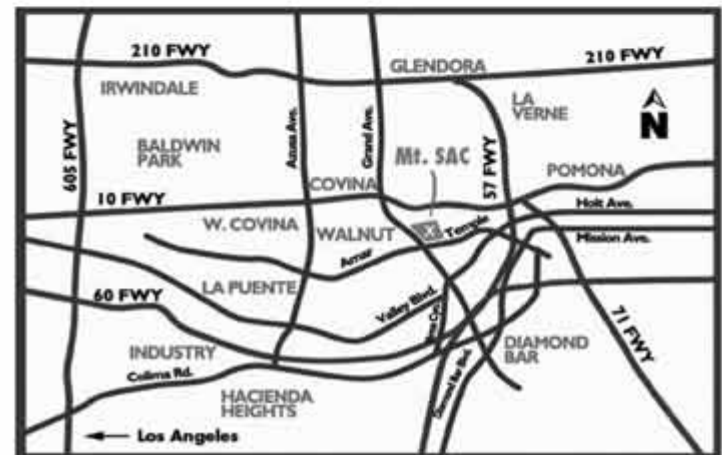 210 FWY
210 FWY
GLENDORA
IRWINDALE
LA
VERNE
N
605 FWY
BALDWIN
PARK
Azusa Ave.
Grand Ave.
Mt. SAC
57 FWY
POMONA
COVINA
10 FWY
Holt Ave.
W. COVINA
WALNUT
Temple
Mission Ave.
Amar
LA PUENTE
60 FWY
Valley Blvd.
71 FWY
INDUSTRY
DIAMOND
BAR
Colima Rd.
Diamond Bar Blvd.
HACIENDA
HEIGHTS
Los Angeles